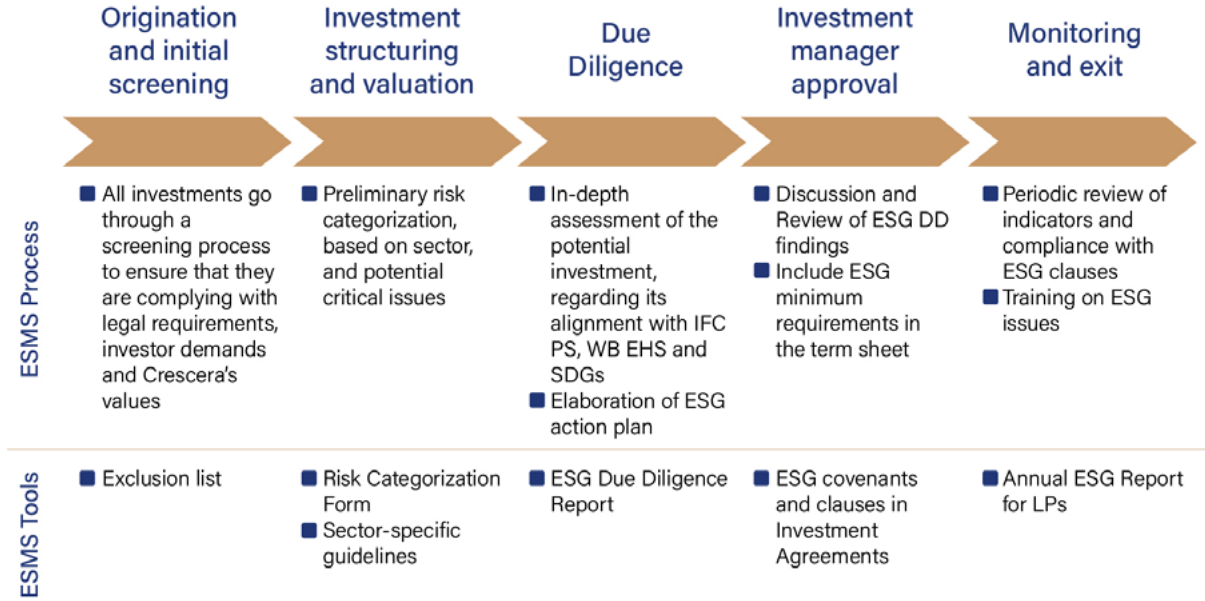 Origination
and initial
screening
Investment
structuring
and valuation
Due
Diligence
Investment
manager
approval
Monitoring
and exit
ESMS Process
All investments go
through a
screening process
to ensure that they
are complying with
legal requirements,
investor demands
and Crescera's
values
Preliminary risk
categorization,
based on sector,
and potential
critical issues
In-depth
assessment of the
potential
investment,
regarding its
alignment with IFC
PS, WB EHS and
SDGs
Elaboration of ESG
action plan
Discussion and
Review of ESG DD
findings
Include ESG
minimum
requirements in
the term sheet
Periodic review of
indicators and
compliance with
ESG clauses
Training on ESG
issues
ESMS Tools
Exclusion list
Risk Categorization
Form
Sector-specific
guidelines
ESG Due Diligence
Report
ESG covenants
and clauses in
Investment
Agreements
Annual ESG Report
for LPs